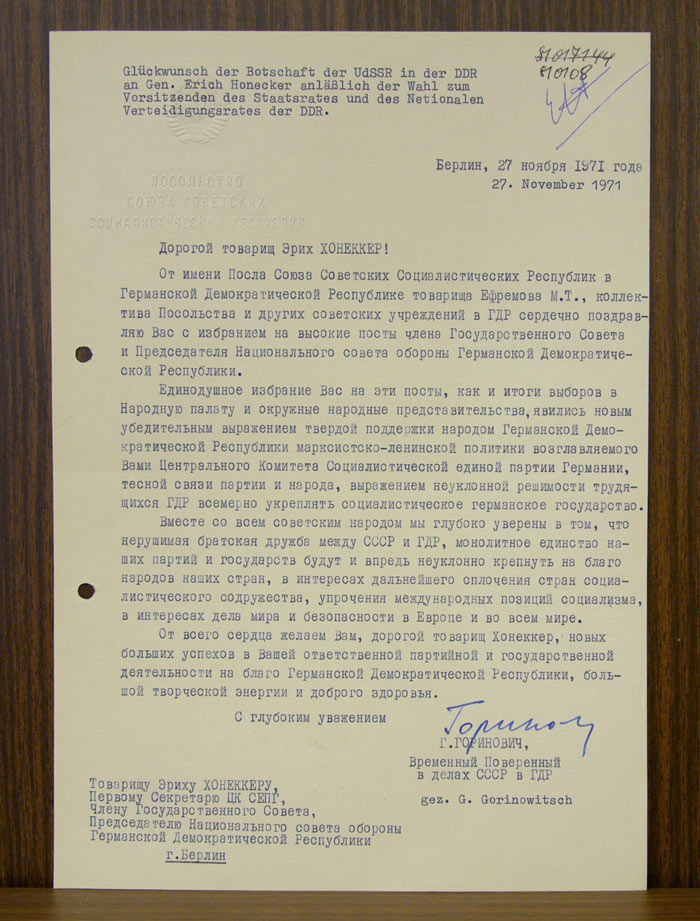 81017144
810108
Glückwunsch der Botschaft der UdSSR in der DDR
an Gen. Erich Honecker anläßlich der Wahl zum
Vorsitzenden des Staatsrates und des Netionalen
Verteidigungsrates der DDR.
Берлин, 27 ноября 1971 года
27. November 1971
ПОСОЛЬСТВО
СОЮЗА СОВЕТСКИХ
СОЦИАЛИСТИЧЕСКИХ РЕСПУБЛИК
Дорогой товарищ Эрих ХОНЕККЕР!
От имени Посла Союза Советских Социалистических Республик в
Германской Демократической Республике товарища Ефремова М.Т., коллек-
тива Посольства и других советских учреждений в ГДР сердечно поздрав-
ляю Вас с избранием на высокие посты члена Государственного Совета
и Председателя Национального совета обороны Германской Демократиче-
ской Республики.
Единодушное избрание Вас на эти посты, как и итоги выборов в
Народную палату и окружные народные представительства, явились новым
убедительным выражением твердой поддержки народом Германской Демо-
кратической Республики марксистско-ленинской политики возглавляемого
Вами Центрального Комитета Социалистической единой партии Германии,
тесной связи партии и народа, выражением неуклонной решимости трудя-
щихся ГДР всемерно укреплять социалистическое германское государство.
Вместе со всем советским народом мы глубоко уверены в том, что
нерушимая братская дружба между СССР и ГДР, монолитное единство на-
ших партий и государств будут и впредь неуклонно крепнуть на благо
народов наших стран, в интересах дальнейшего сплочения стран социа-
листического содружества, упрочения международных позиций социализма,
в интересах дела мира и безопасности в Европе и во всем мире.
От всего сердца желаем Вам, дорогой товарищ Хонеккер, новых
больших успехов в Вашей ответственной партийной и государственной
деятельности на благо Германской Демократической Республики, боль-
шой творческой энергии и доброго здоровья.
С глубоким уважением
Г.ГОРИНОВИЧ,
Временный Поверенный
в делах СССР в ГДР
gez. G. Gorinowitsch
Товарищу Эриху ХОНЕККЕРУ,
Первому Секретарю ЦК СЕПГ,
Члену Государственного Совета,
Председателю Национального совета обороны
Германской Демократической Республики
г.Берлин